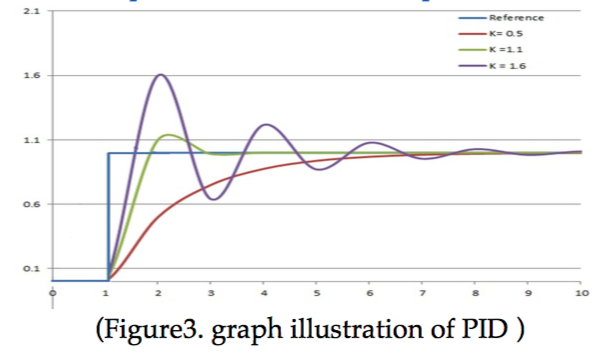 2.1
Reference
K= 0.5
K =1.1
K = 1.6
1.6
1.1
0.6
0.1
0 1 2 3 4 5 6 7 8 9 10
(Figure3. graph illustration of PID )